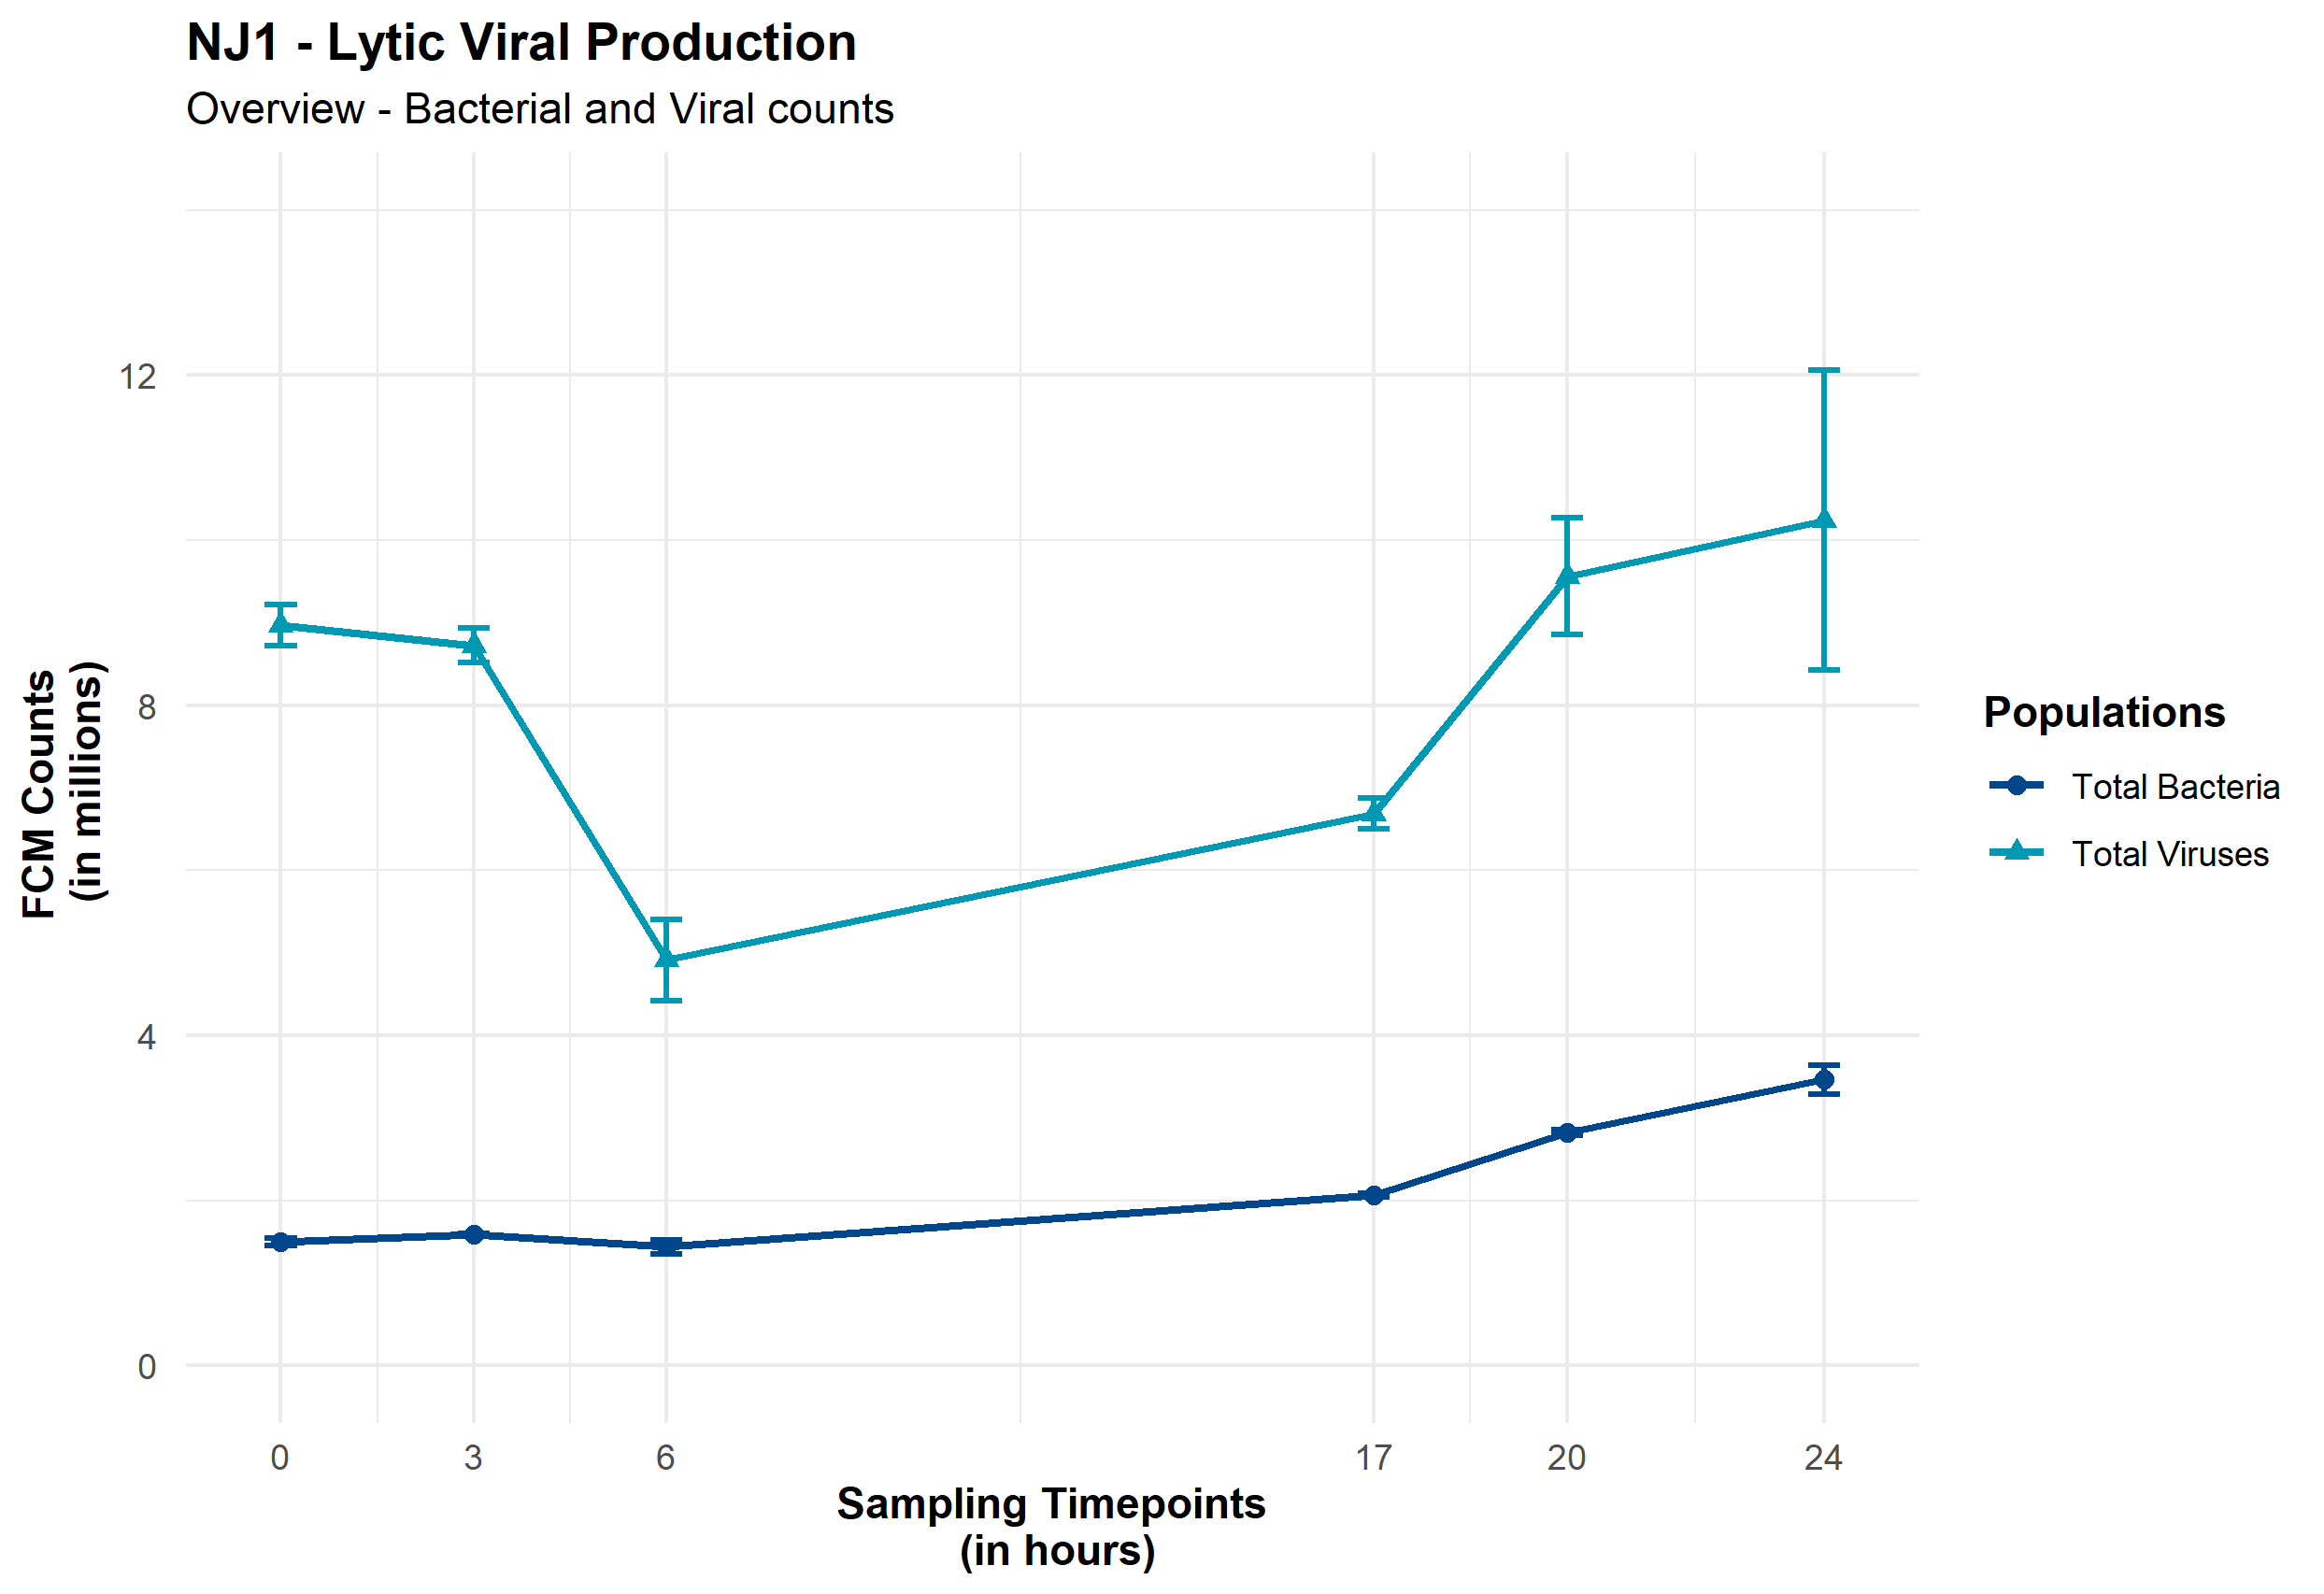 NJ1 - Lytic Viral Production
Overview - Bacterial and Viral counts
FCM Counts
(in millions)
12
8
4
0
0 3 6 17 20 24
Sampling Timepoints
(in hours)
Populations
Total Bacteria
Total Viruses